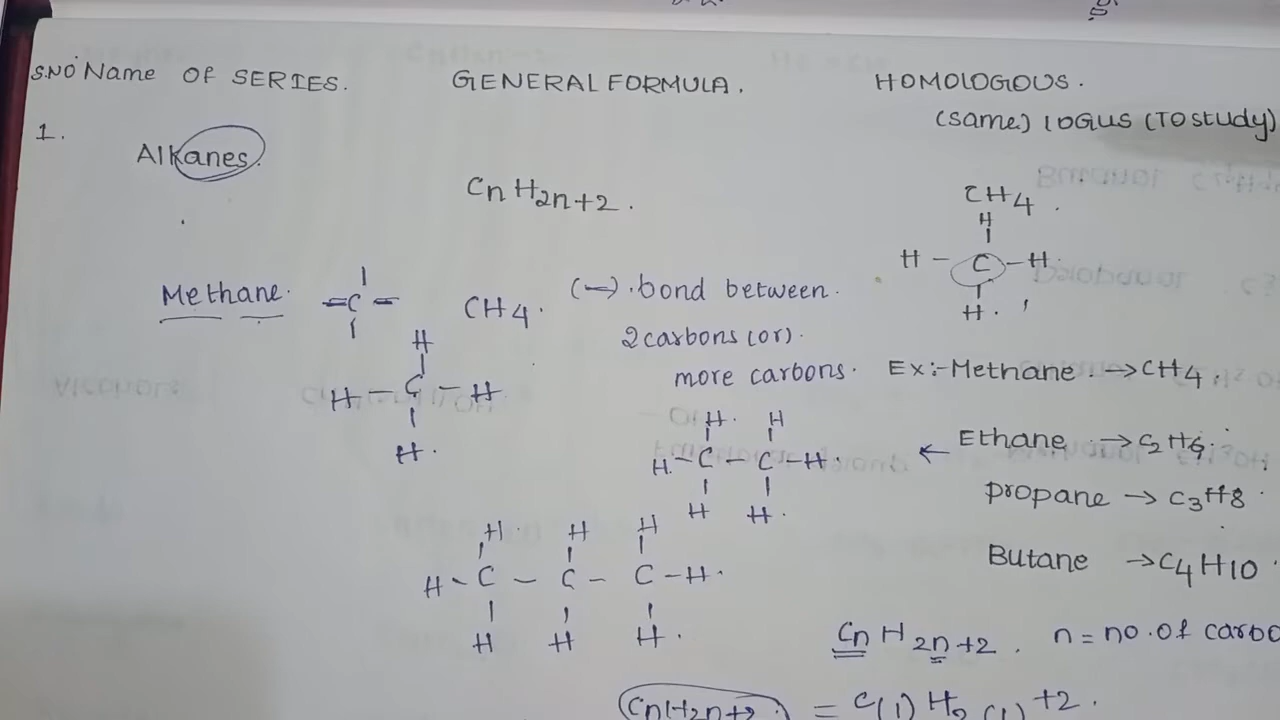 S.NO Name OF SERIES. GENERAL FORMULA. HOMOLOGOUS.
(same) logus (TO study)
1.
Alkanes.
CnH2n+2.
CH4.
H
H - C - H.
H.
Methane. - C - CH4. (-). bond between.
2 carbons (or).
more carbons.
H
H - C - H
H.
Ex:- Methane. → CH4
H. H
H - C - C - H.
H H.
← Ethane → C2H6.
propane → C3H8
Butane → C4H10
H. H H
H - C - C - C - H.
H H H.
CnH2n+2. n = no. of carbo
CnH2n+2 = C(1) H2(1) +2.